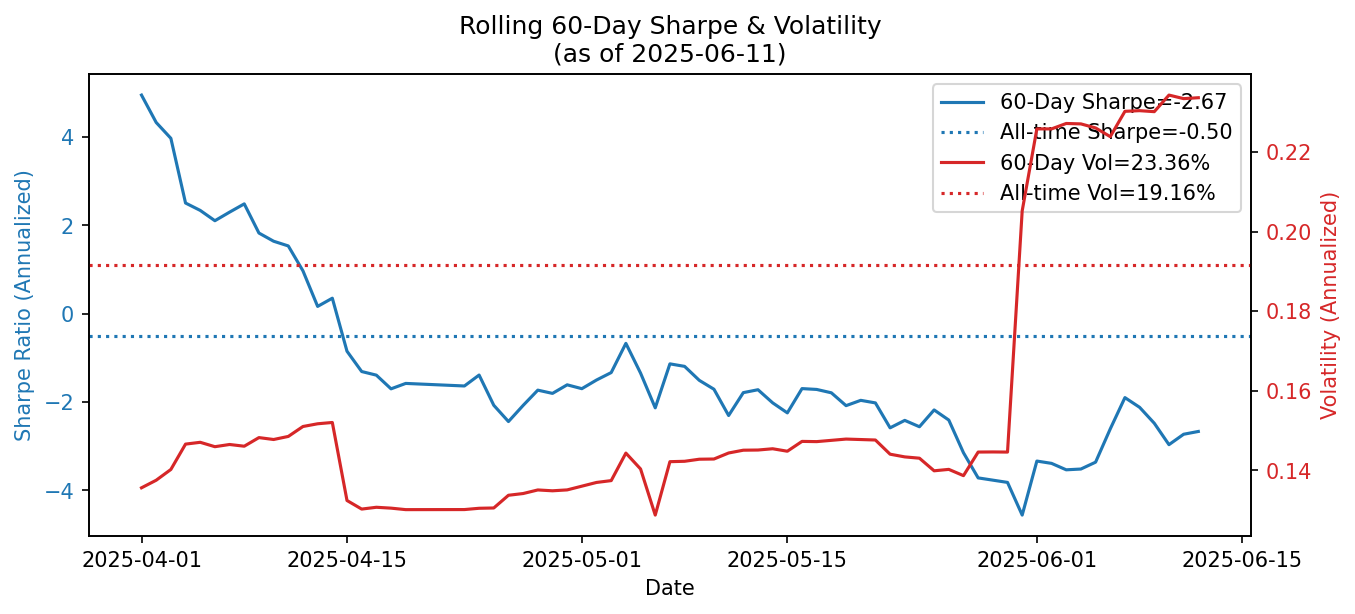 Rolling 60-Day Sharpe & Volatility
(as of 2025-06-11)
Sharpe Ratio (Annualized)
4
2
0
−2
−4
60-Day Sharpe=-2.67
All-time Sharpe=-0.50
60-Day Vol=23.36%
All-time Vol=19.16%
0.22
0.20
0.18
0.16
0.14
Volatility (Annualized)
2025-04-01
2025-04-15
2025-05-01
2025-05-15
2025-06-01
2025-06-15
Date